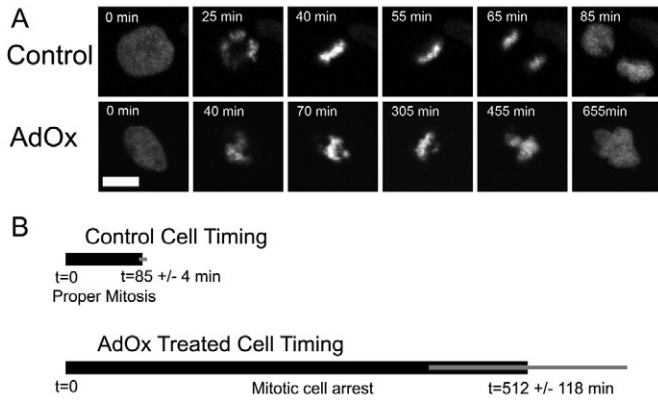 A
Control
0 min
25 min
40 min
55 min
65 min
85 min
AdOx
0 min
40 min
70 min
305 min
455 min
655min
B
Control Cell Timing
t=0
t=85 +/- 4 min
Proper Mitosis
AdOx Treated Cell Timing
t=0
Mitotic cell arrest
t=512 +/- 118 min